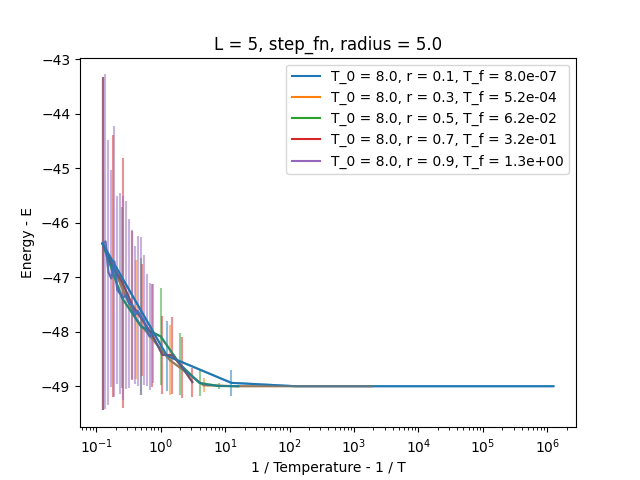 L = 5, step_fn, radius = 5.0
T_0 = 8.0, r = 0.1, T_f = 8.0e-07
T_0 = 8.0, r = 0.3, T_f = 5.2e-04
T_0 = 8.0, r = 0.5, T_f = 6.2e-02
T_0 = 8.0, r = 0.7, T_f = 3.2e-01
T_0 = 8.0, r = 0.9, T_f = 1.3e+00
Energy - E
−43
−44
−45
−46
−47
−48
−49
10⁻¹ 10⁰ 10¹ 10² 10³ 10⁴ 10⁵ 10⁶
1 / Temperature - 1 / T